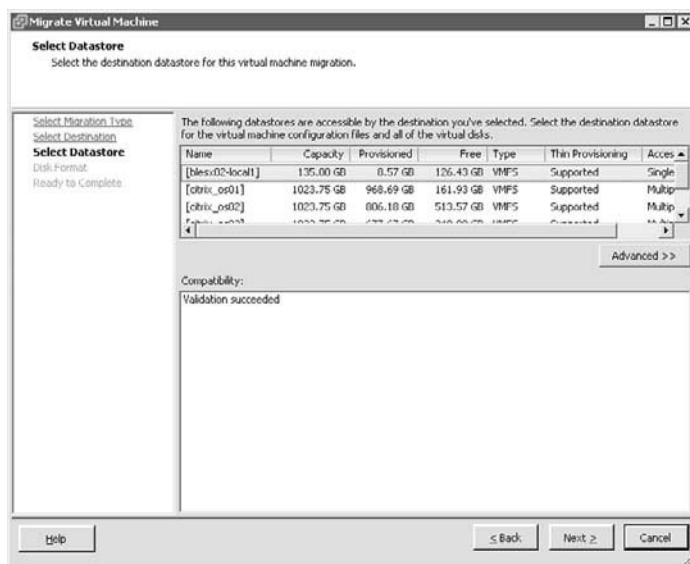 Migrate Virtual Machine
Select Datastore
Select the destination datastore for this virtual machine migration.
Select Migration Type
Select Destination
Select Datastore
Disk Format
Ready to Complete
The following datastores are accessible by the destination you've selected. Select the destination datastore
for the virtual machine configuration files and all of the virtual disks.
Name Capacity Provisioned Free Type Thin Provisioning Acces
[blesx02-local1] 135.00 GB 8.57 GB 126.43 GB VMFS Supported Single
[citrix_os01] 1023.75 GB 968.69 GB 161.93 GB VMFS Supported Multip
[citrix_os02] 1023.75 GB 806.18 GB 513.57 GB VMFS Supported Multip
Advanced >>
Compatibility:
Validation succeeded
Help
< Back
Next >
Cancel